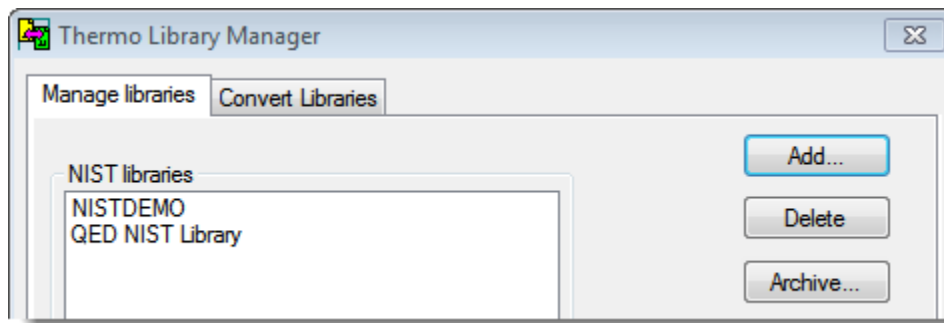 Thermo Library Manager
Manage libraries
Convert Libraries
Add...
NIST libraries
NISTDEMO
Delete
QED NIST Library
Archive...